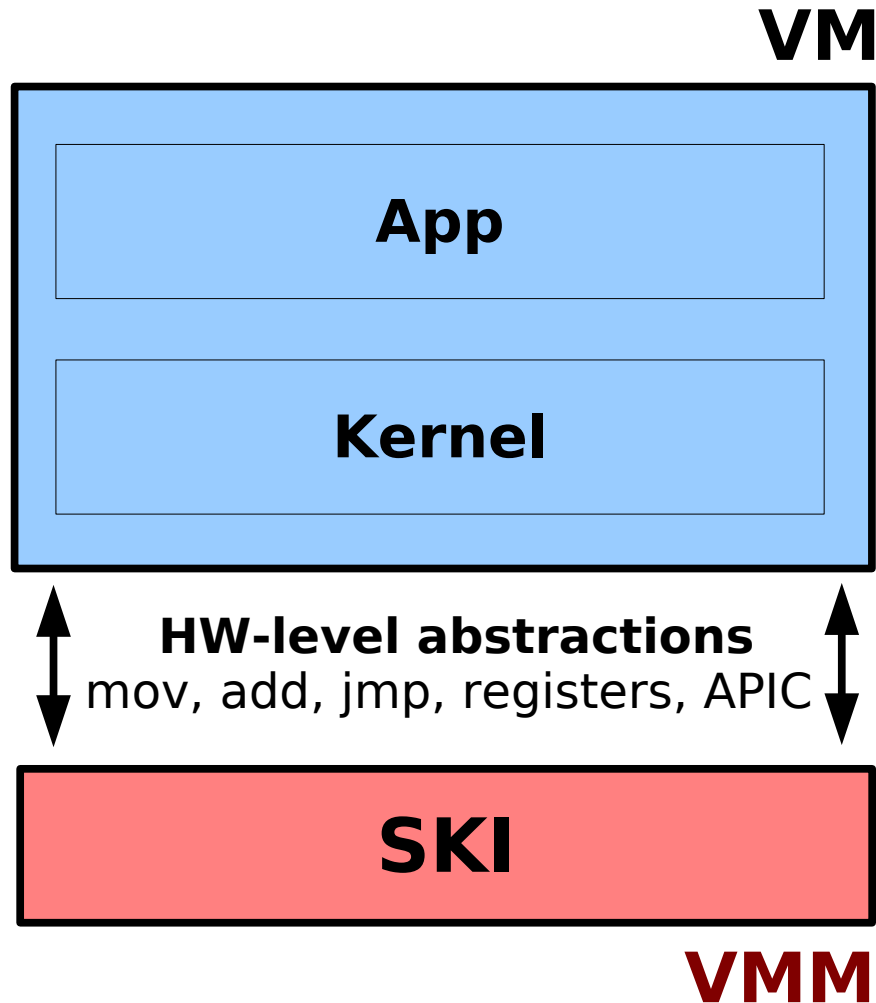 VM
App
Kernel
HW-level abstractions
mov, add, jmp, registers, APIC
SKI
VMM